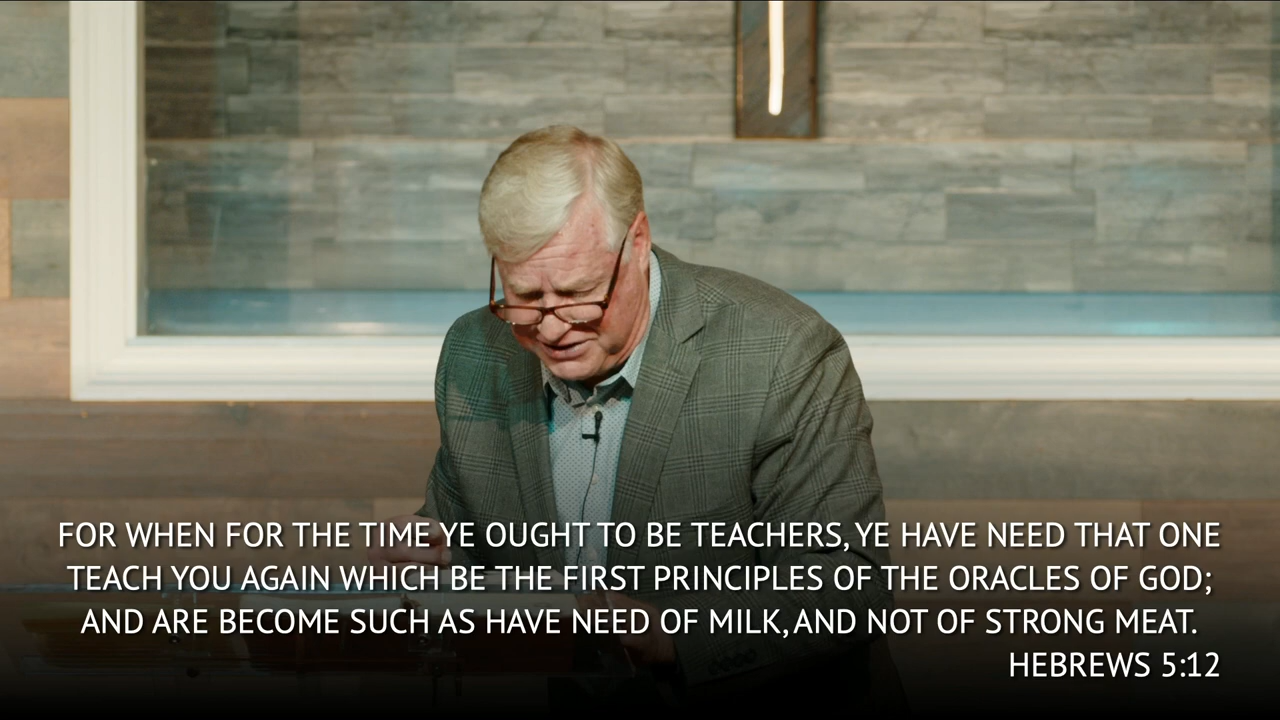 FOR WHEN FOR THE TIME YE OUGHT TO BE TEACHERS, YE HAVE NEED THAT ONE
TEACH YOU AGAIN WHICH BE THE FIRST PRINCIPLES OF THE ORACLES OF GOD;
AND ARE BECOME SUCH AS HAVE NEED OF MILK, AND NOT OF STRONG MEAT.
HEBREWS 5:12